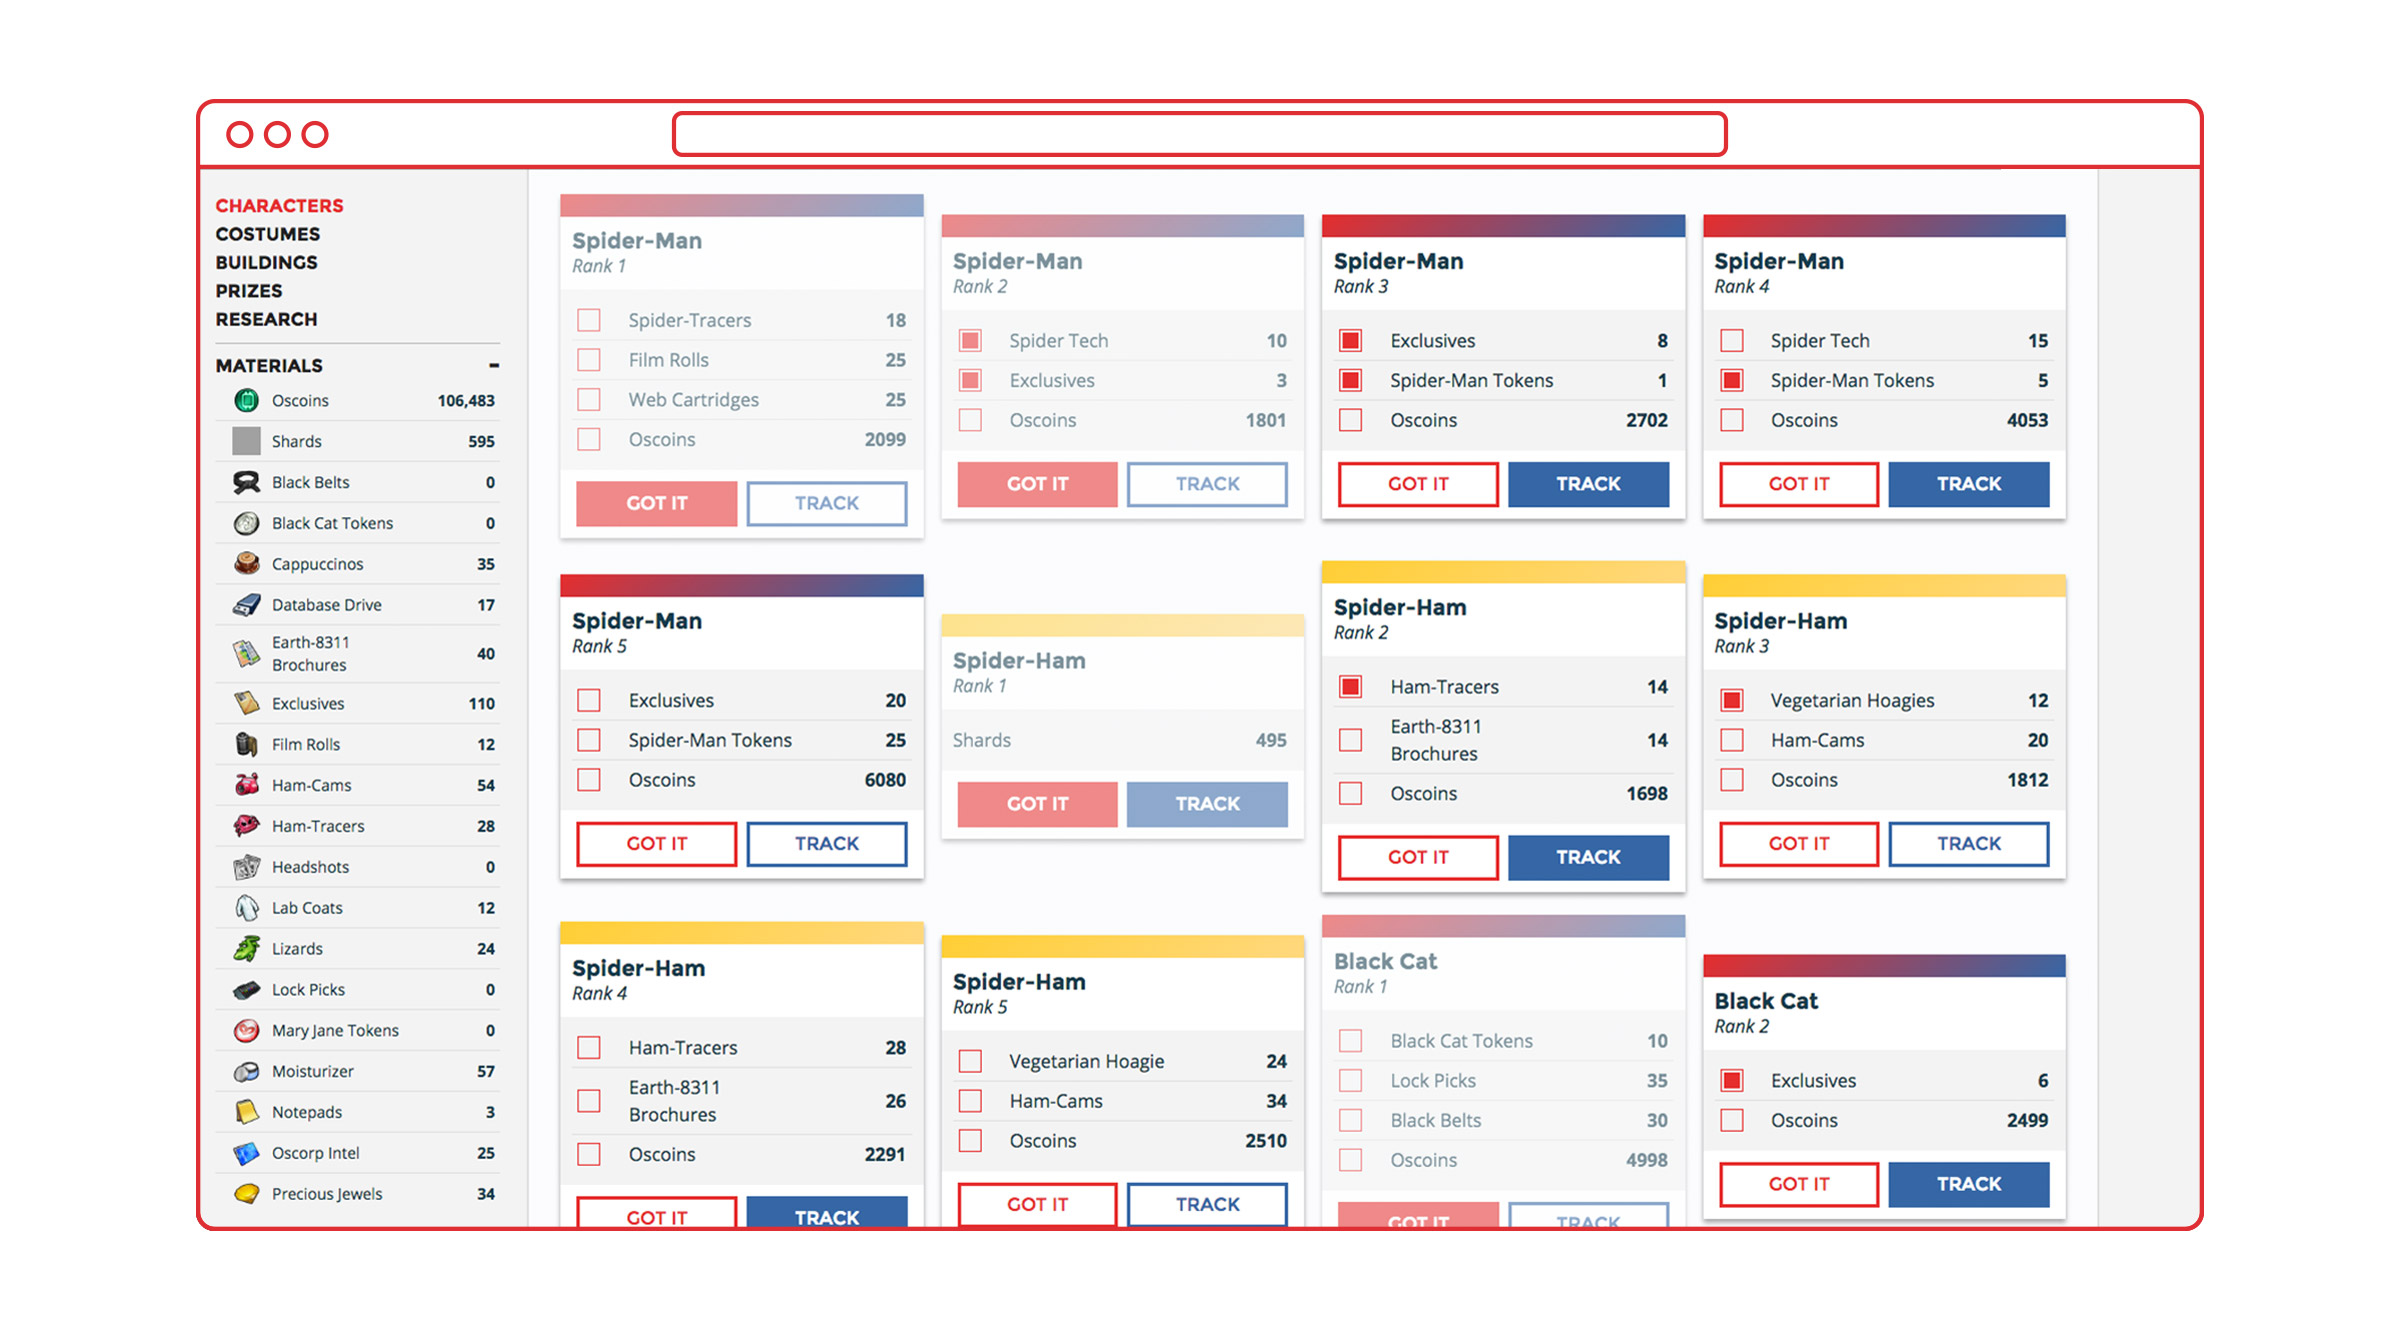 CHARACTERS
COSTUMES
BUILDINGS
PRIZES
RESEARCH
MATERIALS -
Oscoins 106,483
Shards 595
Black Belts 0
Black Cat Tokens 0
Cappuccinos 35
Database Drive 17
Earth-8311
Brochures 40
Exclusives 110
Film Rolls 12
Ham-Cams 54
Ham-Tracers 28
Headshots 0
Lab Coats 12
Lizards 24
Lock Picks 0
Mary Jane Tokens 0
Moisturizer 57
Notepads 3
Oscorp Intel 25
Precious Jewels 34
Spider-Man
Rank 1
Spider-Tracers 18
Film Rolls 25
Web Cartridges 25
Oscoins 2099
GOT IT TRACK
Spider-Man
Rank 2
Spider Tech 10
Exclusives 3
Oscoins 1801
GOT IT TRACK
Spider-Man
Rank 3
Exclusives 8
Spider-Man Tokens 1
Oscoins 2702
GOT IT TRACK
Spider-Man
Rank 4
Spider Tech 15
Spider-Man Tokens 5
Oscoins 4053
GOT IT TRACK
Spider-Man
Rank 5
Exclusives 20
Spider-Man Tokens 25
Oscoins 6080
GOT IT TRACK
Spider-Ham
Rank 1
Shards 495
GOT IT TRACK
Spider-Ham
Rank 2
Ham-Tracers 14
Earth-8311
Brochures 14
Oscoins 1698
GOT IT TRACK
Spider-Ham
Rank 3
Vegetarian Hoagies 12
Ham-Cams 20
Oscoins 1812
GOT IT TRACK
Spider-Ham
Rank 4
Ham-Tracers 28
Earth-8311
Brochures 26
Oscoins 2291
GOT IT TRACK
Spider-Ham
Rank 5
Vegetarian Hoagie 24
Ham-Cams 34
Oscoins 2510
GOT IT TRACK
Black Cat
Rank 1
Black Cat Tokens 10
Lock Picks 35
Black Belts 30
Oscoins 4998
GOT IT TRACK
Black Cat
Rank 2
Exclusives 6
Oscoins 2499
GOT IT TRACK